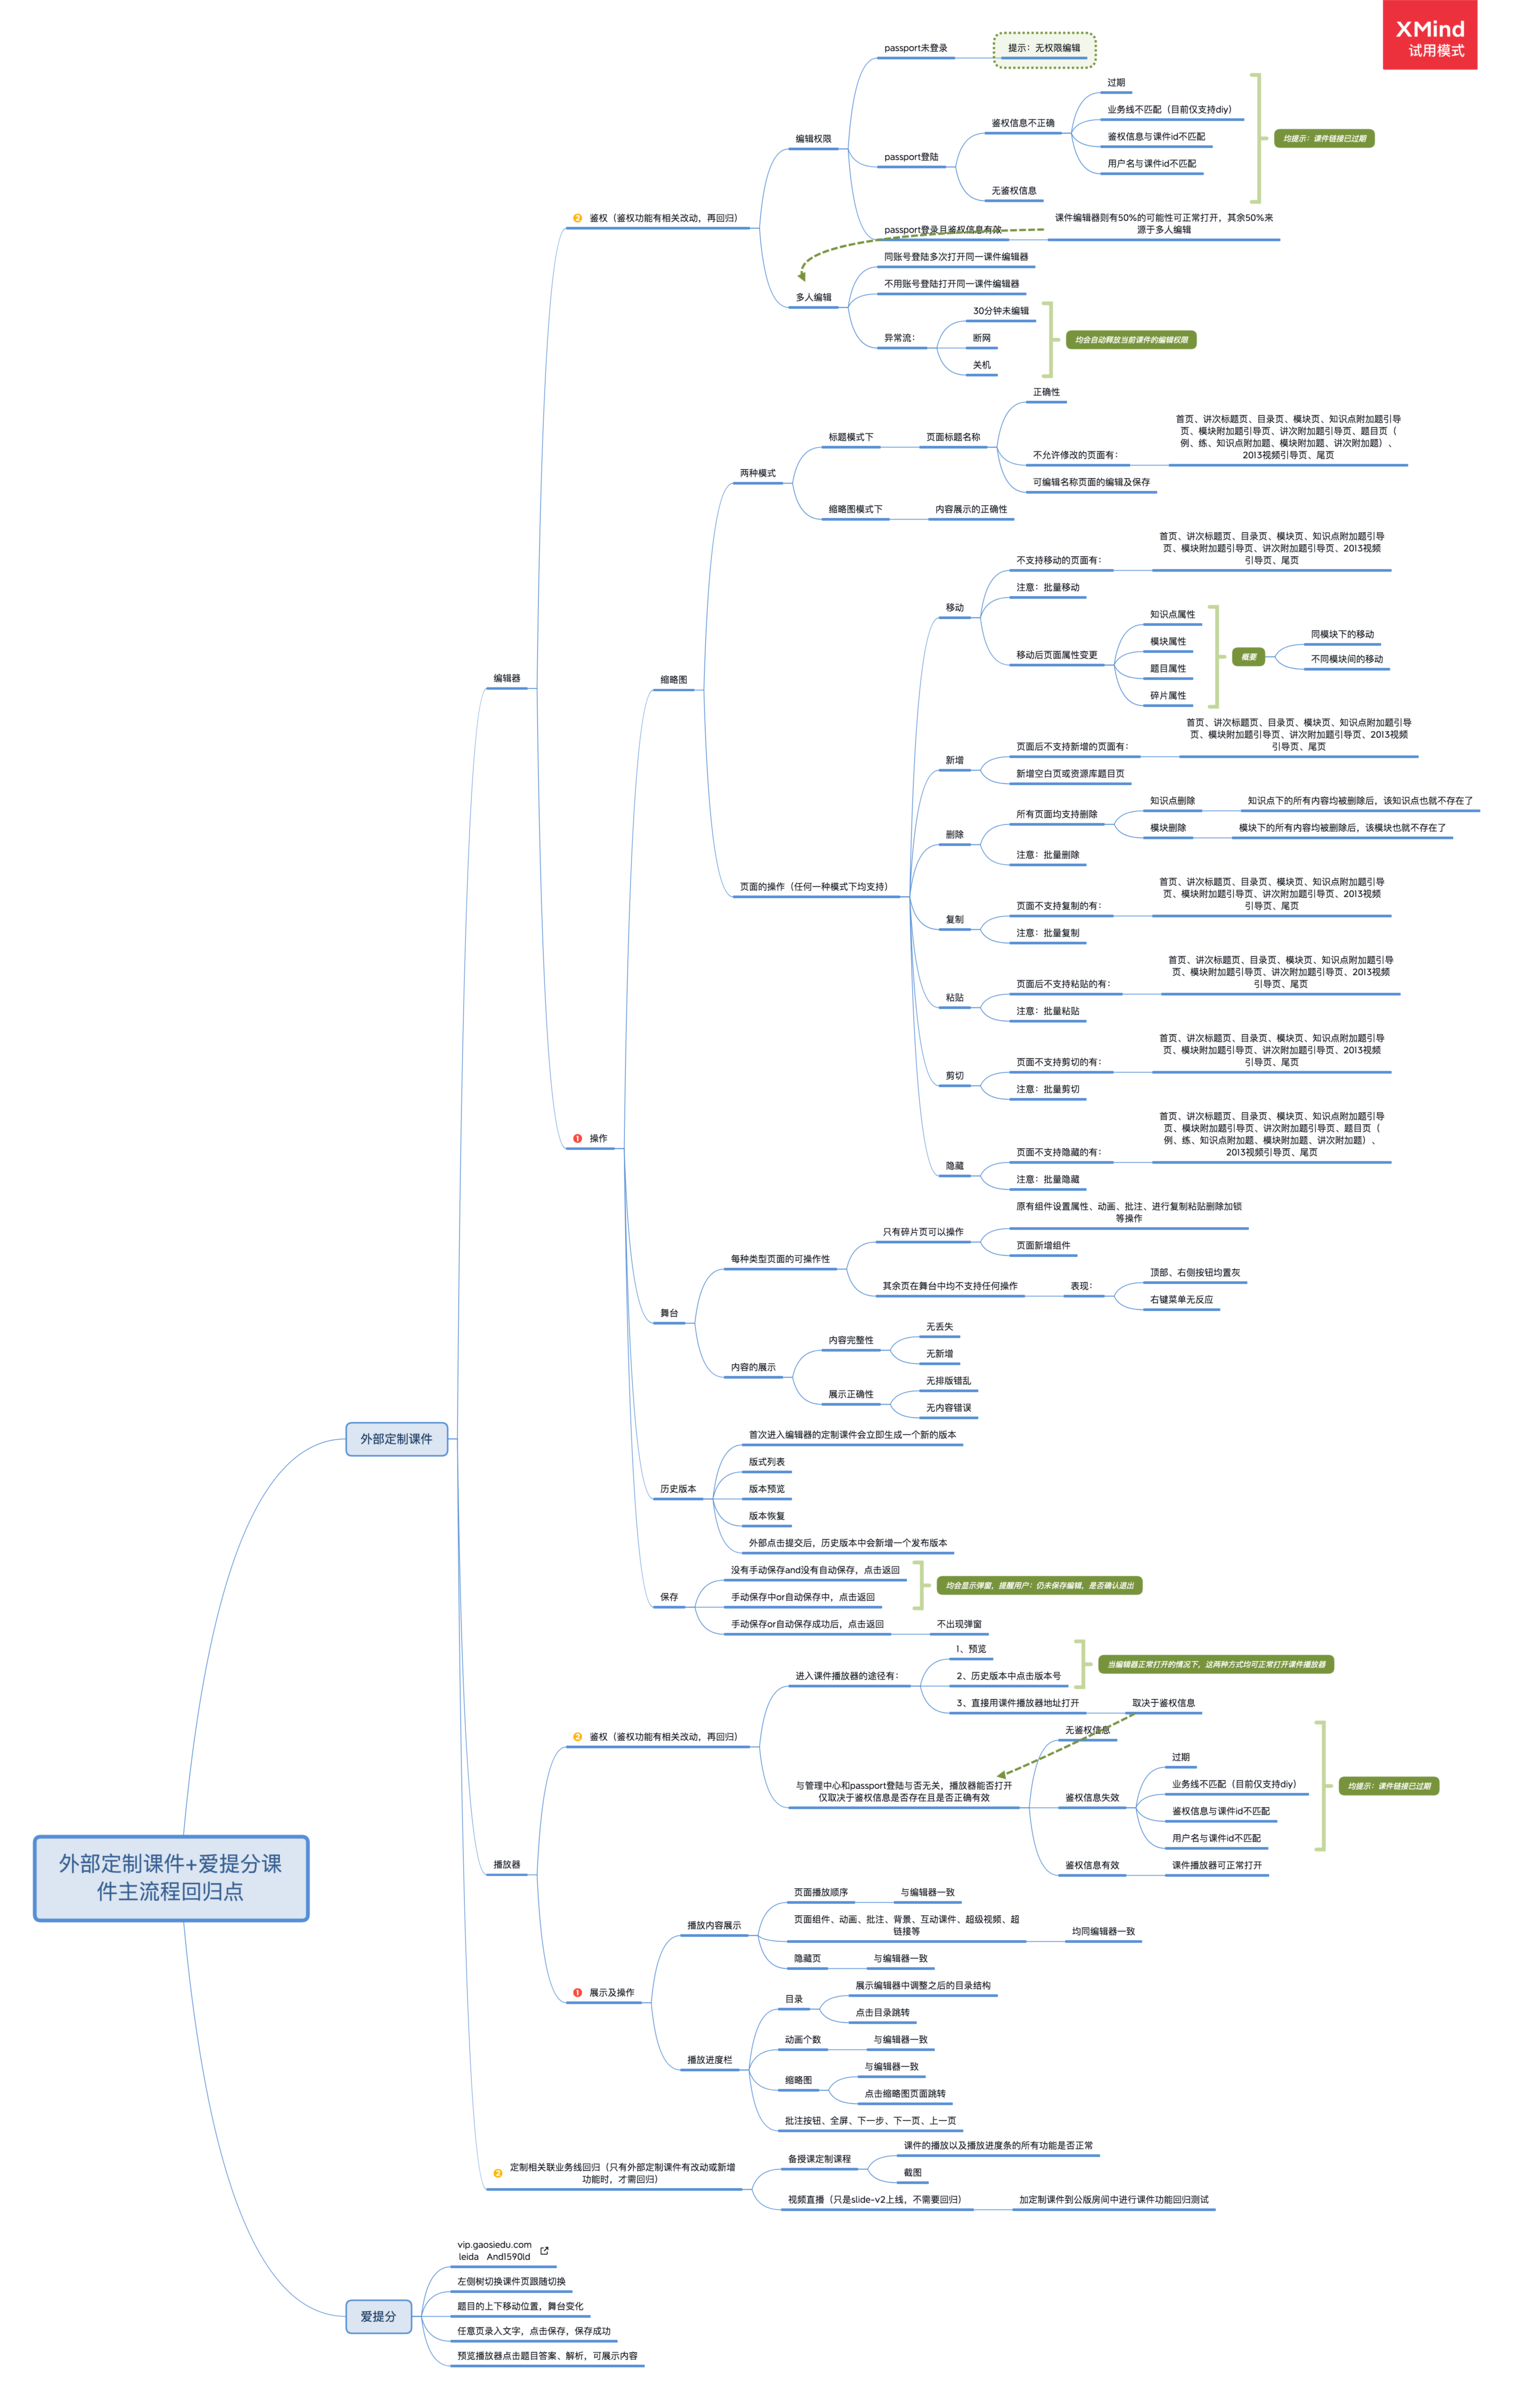 XMind
试用模式
passport未登录
提示：无权限编辑
过期
业务线不匹配（目前仅支持diy）
鉴权信息不正确
鉴权信息与课件id不匹配
均提示：课件链接已过期
编辑权限
passport登陆
用户名与课件id不匹配
无鉴权信息
❷ 鉴权（鉴权功能有相关改动，再回归）
课件编辑器则有50%的可能性可正常打开，其余50%来
源于多人编辑
passport登录且鉴权信息有效
同账号登陆多次打开同一课件编辑器
不用账号登陆打开同一课件编辑器
多人编辑
30分钟未编辑
异常流：
断网
均会自动释放当前课件的编辑权限
关机
正确性
标题模式下
页面标题名称
首页、讲次标题页、目录页、模块页、知识点附加题引导
页、模块附加题引导页、讲次附加题引导页、题目页（
例、练、知识点附加题、模块附加题、讲次附加题）、
2013视频引导页、尾页
不允许修改的页面有：
两种模式
可编辑名称页面的编辑及保存
缩略图模式下
内容展示的正确性
首页、讲次标题页、目录页、模块页、知识点附加题引导
页、模块附加题引导页、讲次附加题引导页、2013视频
引导页、尾页
不支持移动的页面有：
注意：批量移动
移动
知识点属性
模块属性
同模块下的移动
移动后页面属性变更
概要
不同模块间的移动
题目属性
碎片属性
编辑器
缩略图
首页、讲次标题页、目录页、模块页、知识点附加题引导
页、模块附加题引导页、讲次附加题引导页、2013视频
引导页、尾页
页面后不支持新增的页面有：
新增
新增空白页或资源库题目页
知识点删除
知识点下的所有内容均被删除后，该知识点也就不存在了
所有页面均支持删除
模块删除
模块下的所有内容均被删除后，该模块也就不存在了
删除
注意：批量删除
页面的操作（任何一种模式下均支持）
首页、讲次标题页、目录页、模块页、知识点附加题引导
页、模块附加题引导页、讲次附加题引导页、2013视频
引导页、尾页
页面不支持复制的有：
复制
注意：批量复制
首页、讲次标题页、目录页、模块页、知识点附加题引导
页、模块附加题引导页、讲次附加题引导页、2013视频
引导页、尾页
页面后不支持粘贴的有：
粘贴
注意：批量粘贴
首页、讲次标题页、目录页、模块页、知识点附加题引导
页、模块附加题引导页、讲次附加题引导页、2013视频
引导页、尾页
页面不支持剪切的有：
剪切
注意：批量剪切
首页、讲次标题页、目录页、模块页、知识点附加题引导
页、模块附加题引导页、讲次附加题引导页、题目页（
例、练、知识点附加题、模块附加题、讲次附加题）、
2013视频引导页、尾页
页面不支持隐藏的有：
隐藏
注意：批量隐藏
❶ 操作
原有组件设置属性、动画、批注、进行复制粘贴删除加锁
等操作
只有碎片页可以操作
页面新增组件
每种类型页面的可操作性
顶部、右侧按钮均置灰
其余页在舞台中均不支持任何操作
表现：
右键菜单无反应
舞台
无丢失
内容完整性
无新增
内容的展示
无排版错乱
展示正确性
无内容错误
外部定制课件
首次进入编辑器的定制课件会立即生成一个新的版本
版式列表
历史版本
版本预览
版本恢复
外部点击提交后，历史版本中会新增一个发布版本
没有手动保存and没有自动保存，点击返回
均会显示弹窗，提醒用户：仍未保存编辑，是否确认退出
保存
手动保存中or自动保存中，点击返回
手动保存or自动保存成功后，点击返回
不出现弹窗
1、预览
当编辑器正常打开的情况下，这两种方式均可正常打开课件播放器
进入课件播放器的途径有：
2、历史版本中点击版本号
3、直接用课件播放器地址打开
取决于鉴权信息
❷ 鉴权（鉴权功能有相关改动，再回归）
无鉴权信息
过期
与管理中心和passport登陆与否无关，播放器能否打开
仅取决于鉴权信息是否存在且是否正确有效
业务线不匹配（目前仅支持diy）
均提示：课件链接已过期
鉴权信息失效
鉴权信息与课件id不匹配
用户名与课件id不匹配
鉴权信息有效
课件播放器可正常打开
播放器
外部定制课件+爱提分课
件主流程回归点
页面播放顺序
与编辑器一致
播放内容展示
页面组件、动画、批注、背景、互动课件、超级视频、超
链接等
均同编辑器一致
隐藏页
与编辑器一致
❶ 展示及操作
展示编辑器中调整之后的目录结构
目录
点击目录跳转
动画个数
与编辑器一致
播放进度栏
与编辑器一致
缩略图
点击缩略图页面跳转
批注按钮、全屏、下一步、下一页、上一页
❷ 定制相关联业务线回归（只有外部定制课件有改动或新增
功能时，才需回归）
课件的播放以及播放进度条的所有功能是否正常
备授课定制课程
截图
视频直播（只是slide-v2上线，不需要回归）
加定制课件到公版房间中进行课件功能回归测试
vip.gaosiedu.com
leida And1590ld
左侧树切换课件页跟随切换
爱提分
题目的上下移动位置，舞台变化
任意页录入文字，点击保存，保存成功
预览播放器点击题目答案、解析，可展示内容